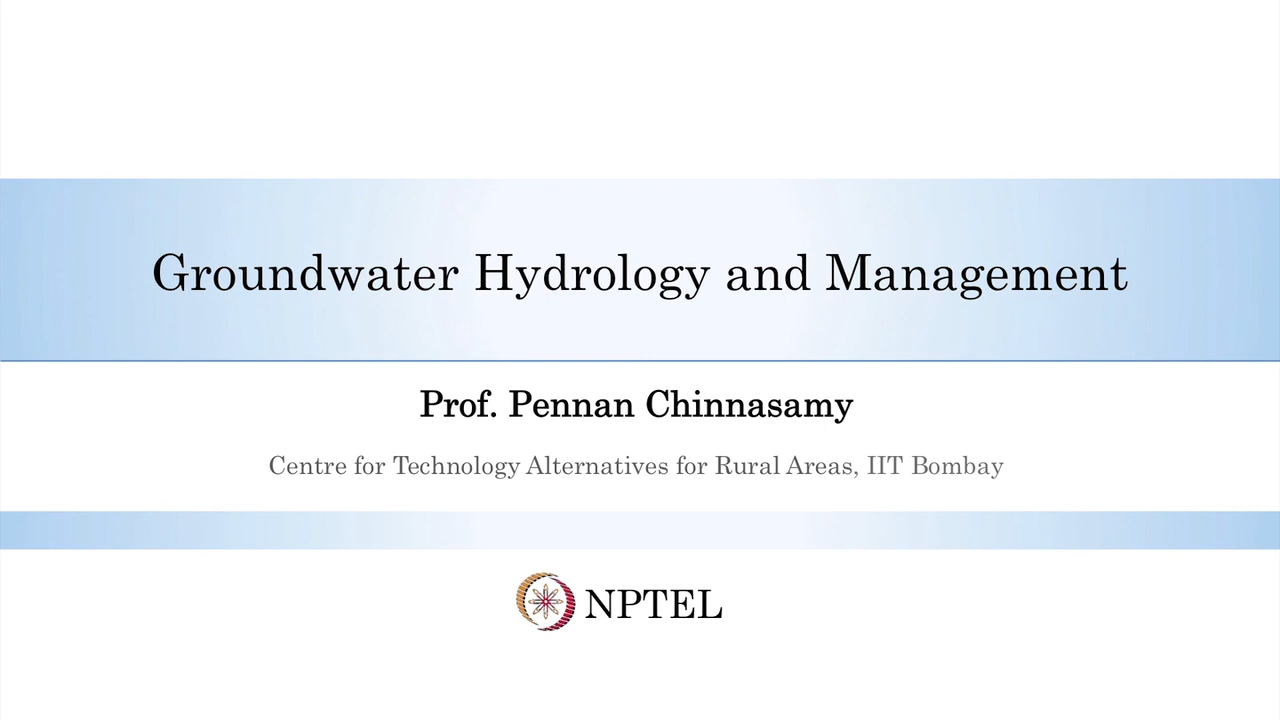 Groundwater Hydrology and Management
Prof. Pennan Chinnasamy
Centre for Technology Alternatives for Rural Areas, IIT Bombay
NPTEL